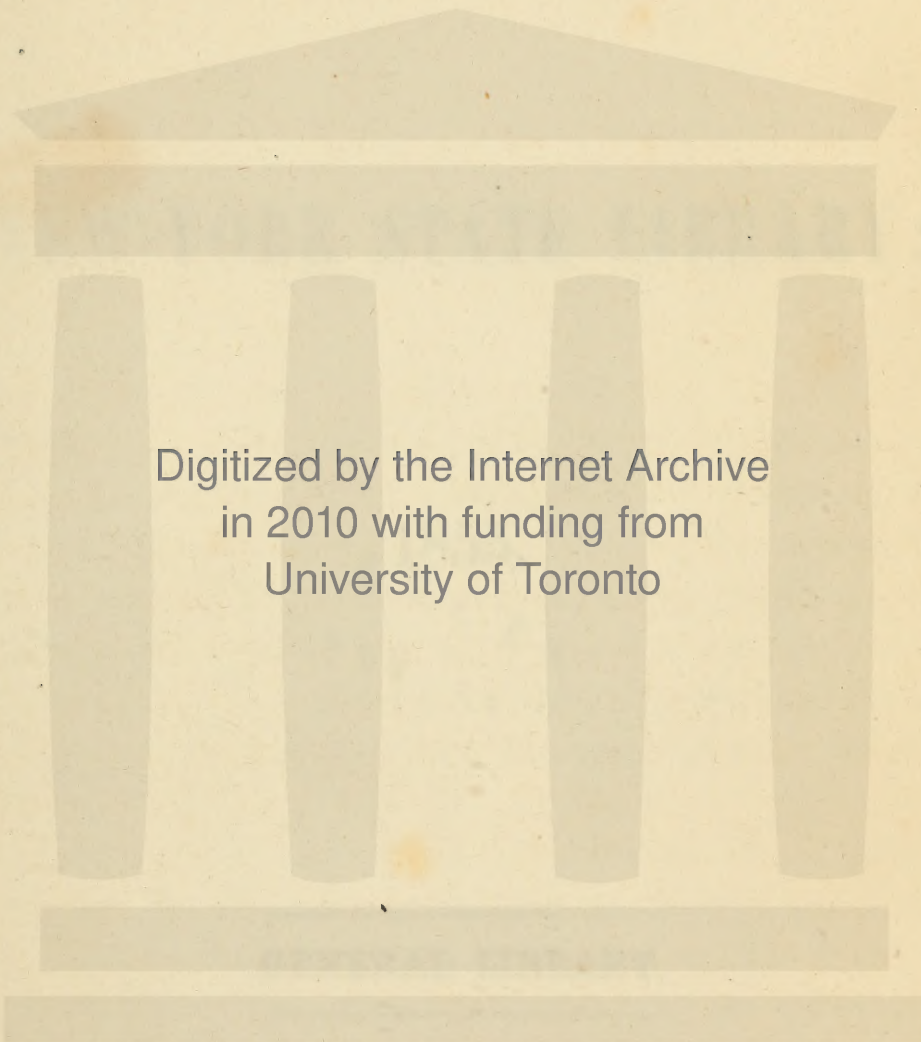 Digitized by the Internet Archive
in 2010 with funding from
University of Toronto